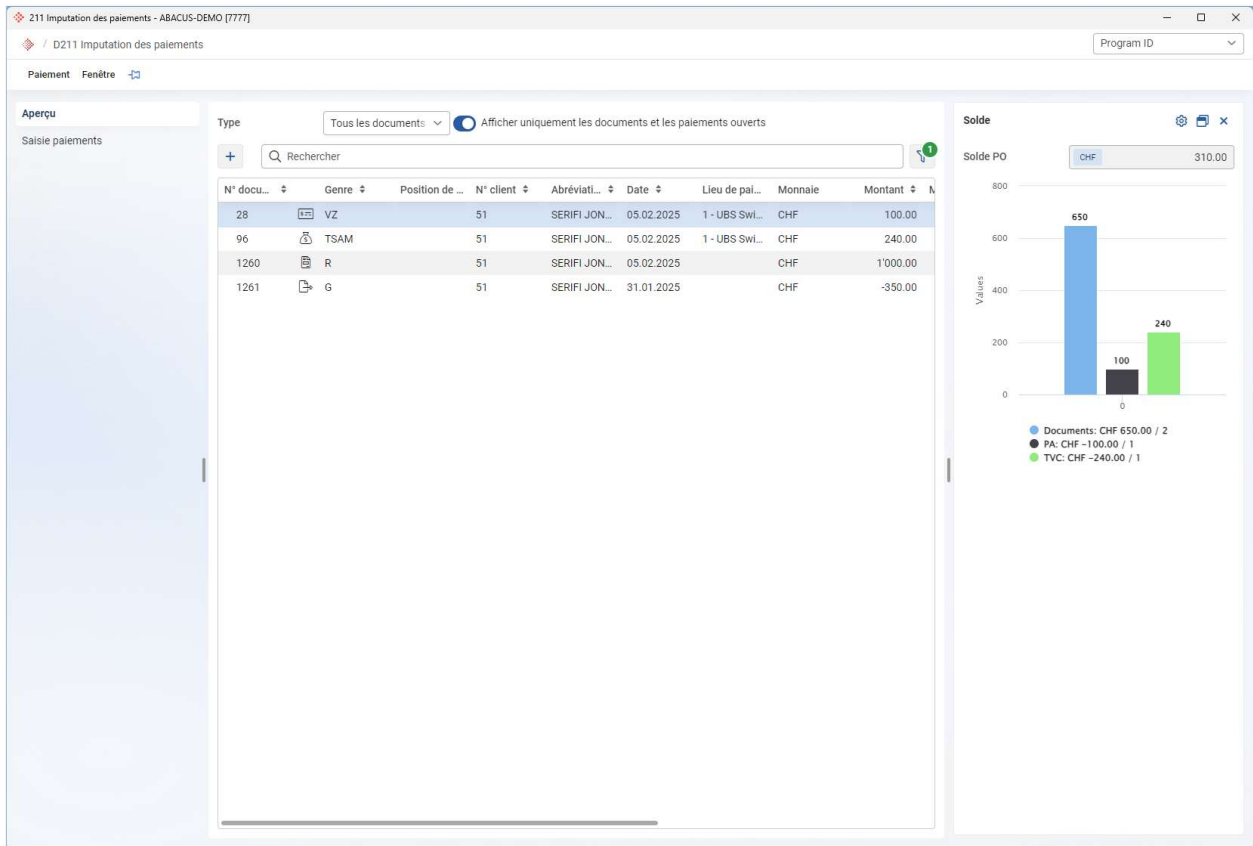 211 Imputation des paiements - ABACUS-DEMO [7777]
/ D211 Imputation des paiements
Program ID
Paiement Fenêtre
Aperçu
Saisie paiements
Type Tous les documents Afficher uniquement les documents et les paiements ouverts
+ Rechercher 1
N° docu... Genre Position de ... N° client Abréviati... Date Lieu de pai... Monnaie Montant M
28 VZ 51 SERIFI JON... 05.02.2025 1 - UBS Swi... CHF 100.00
96 TSAM 51 SERIFI JON... 05.02.2025 1 - UBS Swi... CHF 240.00
1260 R 51 SERIFI JON... 05.02.2025 CHF 1'000.00
1261 G 51 SERIFI JON... 31.01.2025 CHF -350.00
Solde
Solde PO CHF 310.00
800
650
600
Values
400
240
200
100
0
0
Documents: CHF 650.00 / 2
PA: CHF -100.00 / 1
TVC: CHF -240.00 / 1